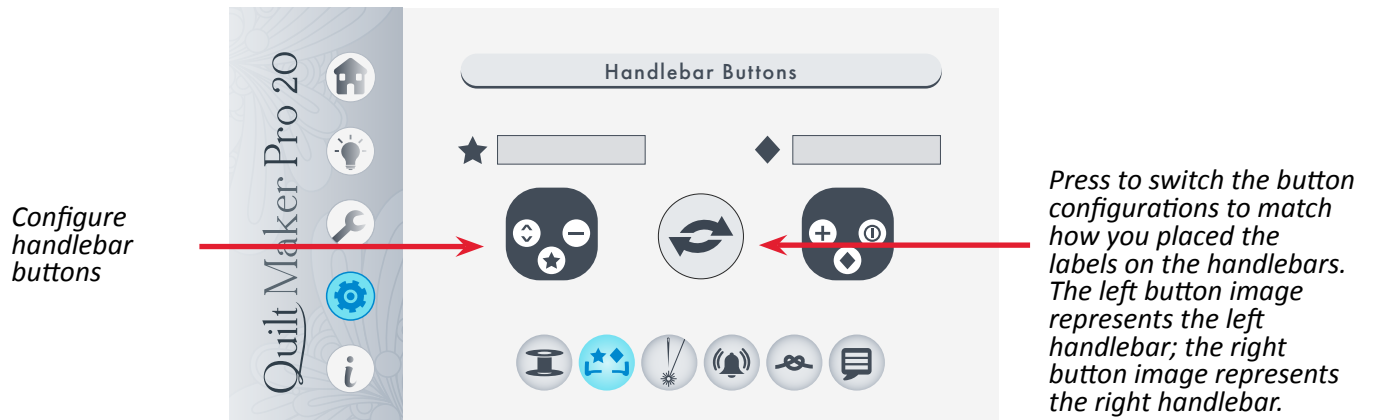 Quilt Maker Pro 20
Handlebar Buttons
Configure
handlebar
buttons
Press to switch the button
configurations to match
how you placed the
labels on the handlebars.
The left button image
represents the left
handlebar; the right
button image represents
the right handlebar.